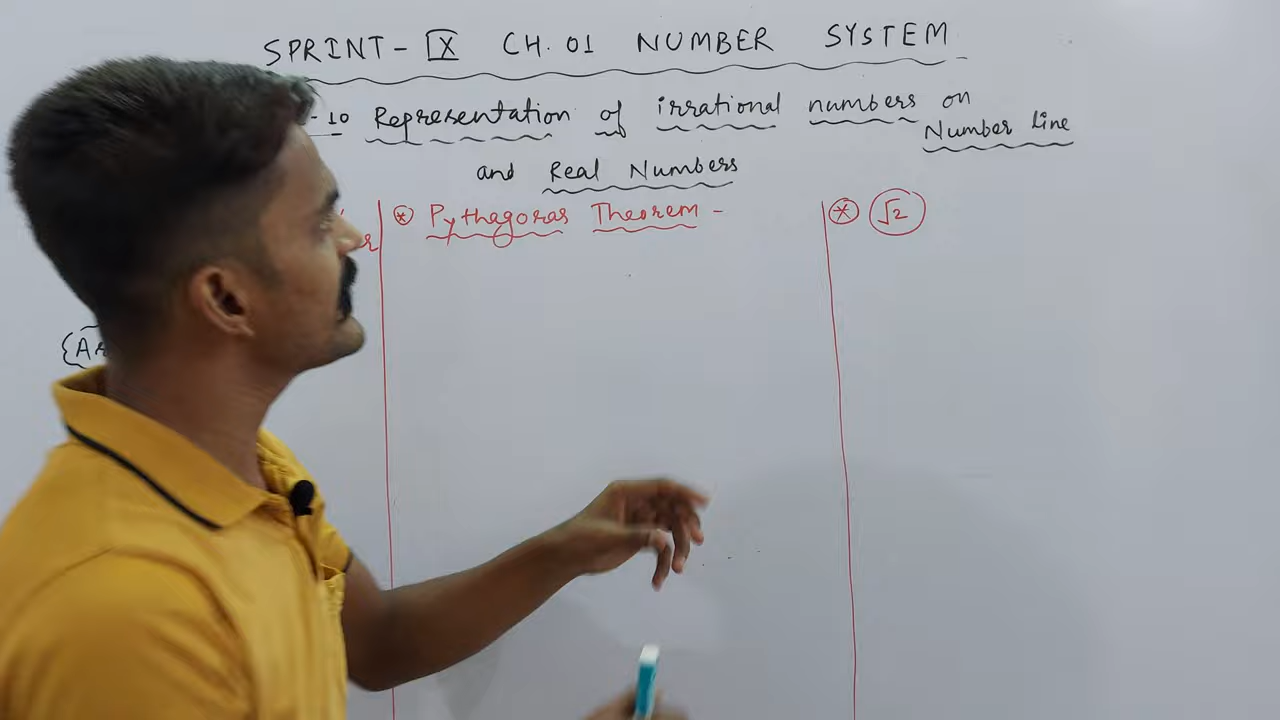 SPRINT- IX CH. 01 NUMBER SYSTEM
-10 Representation of irrational numbers on
Number line
and Real Numbers
* Pythagoras Theorem -
* √2